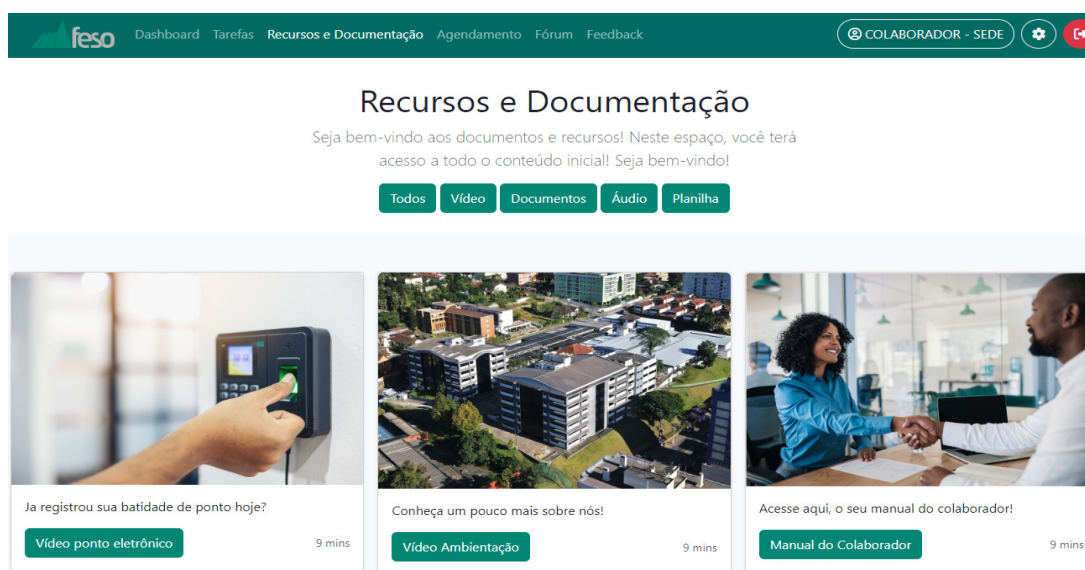 feso Dashboard Tarefas Recursos e Documentação Agendamento Fórum Feedback COLABORADOR - SEDE
Recursos e Documentação
Seja bem-vindo aos documentos e recursos! Neste espaço, você terá
acesso a todo o conteúdo inicial! Seja bem-vindo!
Todos Vídeo Documentos Áudio Planilha
Ja registrou sua batidade de ponto hoje?
Vídeo ponto eletrônico 9 mins
Conheça um pouco mais sobre nós!
Vídeo Ambientação 9 mins
Acesse aqui, o seu manual do colaborador!
Manual do Colaborador 9 mins